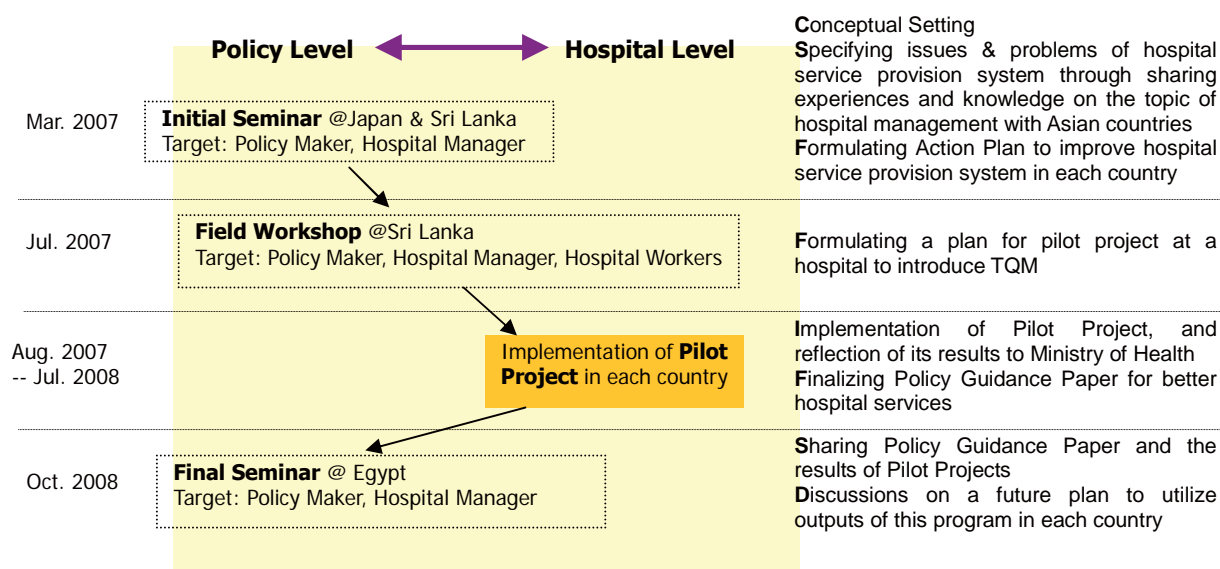 Policy Level Hospital Level
Conceptual Setting
Specifying issues & problems of hospital
service provision system through sharing
experiences and knowledge on the topic of
hospital management with Asian countries
Formulating Action Plan to improve hospital
service provision system in each country
Mar. 2007
Initial Seminar @Japan & Sri Lanka
Target: Policy Maker, Hospital Manager
Jul. 2007
Field Workshop @Sri Lanka
Target: Policy Maker, Hospital Manager, Hospital Workers
Formulating a plan for pilot project at a
hospital to introduce TQM
Aug. 2007
-- Jul. 2008
Implementation of Pilot
Project in each country
Implementation of Pilot Project, and
reflection of its results to Ministry of Health
Finalizing Policy Guidance Paper for better
hospital services
Oct. 2008
Final Seminar @ Egypt
Target: Policy Maker, Hospital Manager
Sharing Policy Guidance Paper and the
results of Pilot Projects
Discussions on a future plan to utilize
outputs of this program in each country